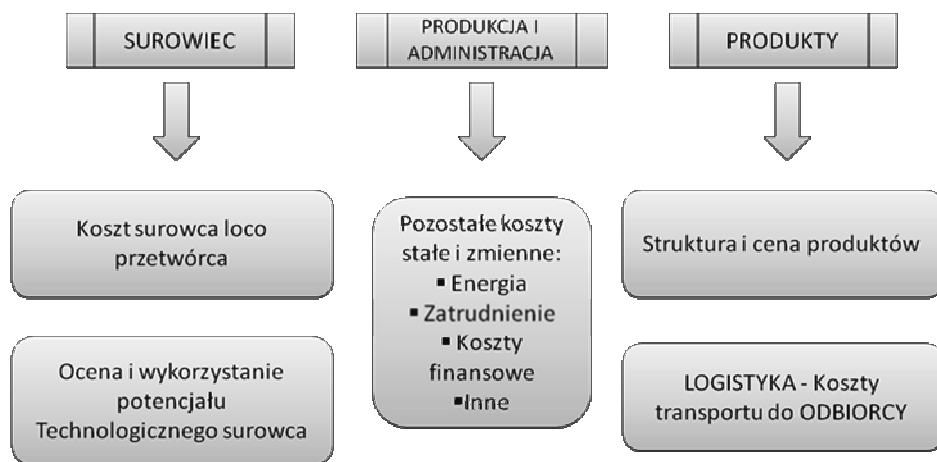 SUROWIEC
PRODUKCJA I
ADMINISTRACJA
PRODUKTY
Koszt surowca loco
przetwórca
Ocena i wykorzystanie
potencjału
Technologicznego surowca
Pozostałe koszty
stałe i zmienne:
▪ Energia
▪ Zatrudnienie
▪ Koszty
finansowe
▪Inne
Struktura i cena produktów
LOGISTYKA - Koszty
transportu do ODBIORCY